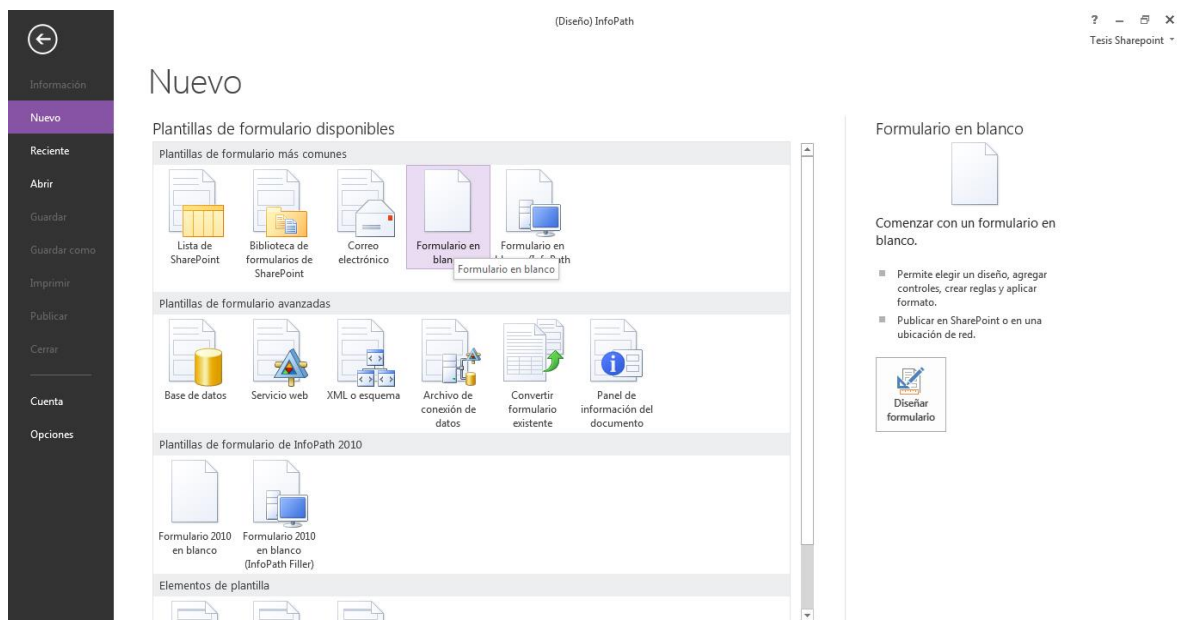 (Diseño) InfoPath
?
Tesis Sharepoint
Información
Nuevo
Reciente
Abrir
Guardar
Guardar como
Imprimir
Publicar
Cerrar
Cuenta
Opciones
Nuevo
Plantillas de formulario disponibles
Plantillas de formulario más comunes
Lista de
SharePoint
Biblioteca de
formularios de
SharePoint
Correo
electrónico
Formulario en
Formulario en
Formulario en blanco
Plantillas de formulario avanzadas
Base de datos
Servicio web
XML o esquema
Archivo de
conexión de
datos
Convertir
formulario
existente
Panel de
información del
documento
Plantillas de formulario de InfoPath 2010
Formulario 2010
en blanco
Formulario 2010
en blanco
(InfoPath Filler)
Elementos de plantilla
Formulario en blanco
Comenzar con un formulario en
blanco.
Permite elegir un diseño, agregar
controles, crear reglas y aplicar
formato.
Publicar en SharePoint o en una
ubicación de red.
Diseñar
formulario